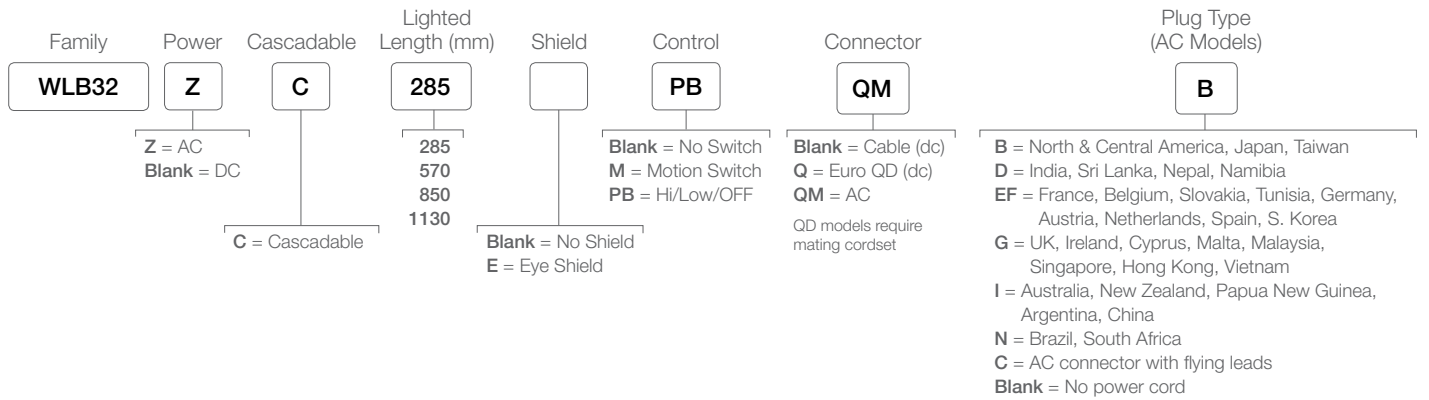 Family
Power
Cascadable
Lighted
Length (mm)
Shield
Control
Connector
Plug Type
(AC Models)
WLB32
Z
C
285
PB
QM
B
Z = AC
Blank = DC
C = Cascadable
285
570
850
1130
Blank = No Shield
E = Eye Shield
Blank = No Switch
M = Motion Switch
PB = Hi/Low/OFF
Blank = Cable (dc)
Q = Euro QD (dc)
QM = AC
QD models require
mating cordset
B = North & Central America, Japan, Taiwan
D = India, Sri Lanka, Nepal, Namibia
EF = France, Belgium, Slovakia, Tunisia, Germany,
Austria, Netherlands, Spain, S. Korea
G = UK, Ireland, Cyprus, Malta, Malaysia,
Singapore, Hong Kong, Vietnam
I = Australia, New Zealand, Papua New Guinea,
Argentina, China
N = Brazil, South Africa
C = AC connector with flying leads
Blank = No power cord